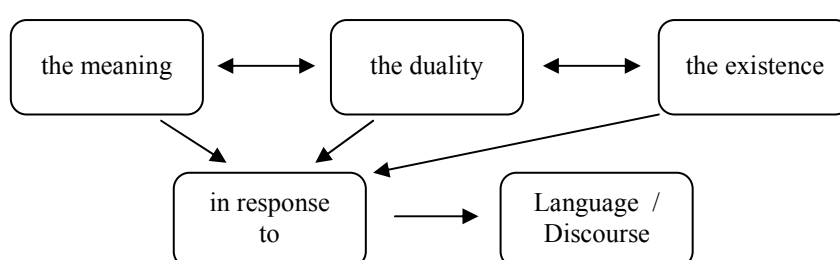 the meaning
the duality
the existence
in response
to
Language /
Discourse